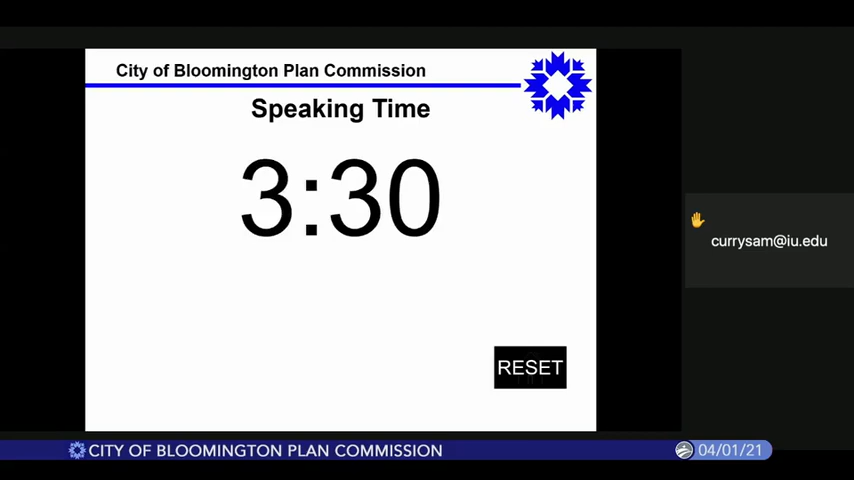 City of Bloomington Plan Commission
Speaking Time
3:30
currysam@iu.edu
RESET
CITY OF BLOOMINGTON PLAN COMMISSION
04/01/21